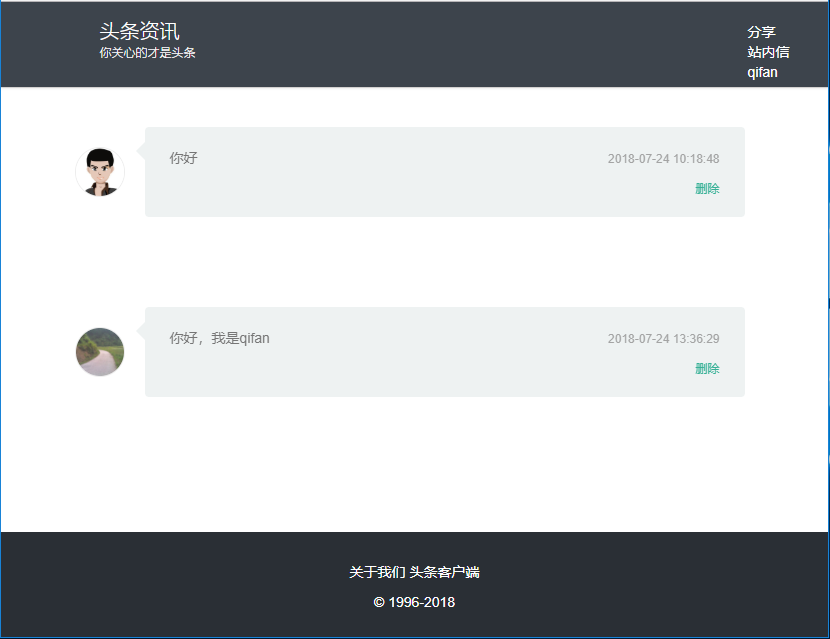 头条资讯
你关心的才是头条
分享
站内信
qifan
你好
2018-07-24 10:18:48
删除
你好，我是qifan
2018-07-24 13:36:29
删除
关于我们 头条客户端
© 1996-2018